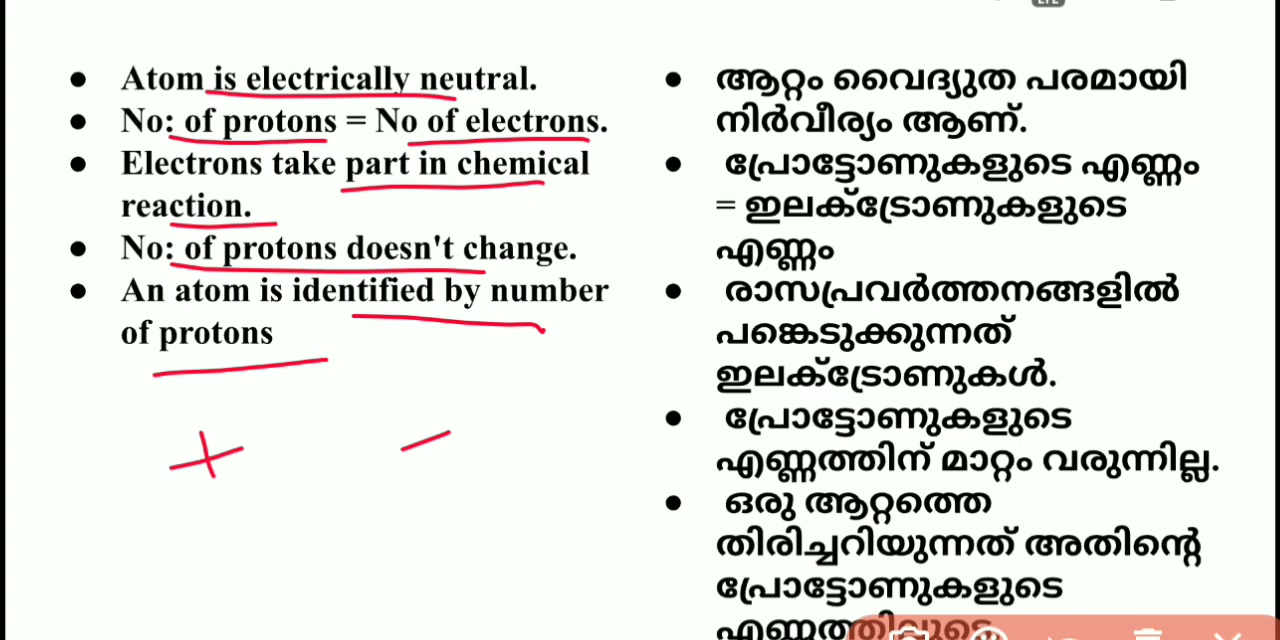 Atom is electrically neutral.
No: of protons = No of electrons.
Electrons take part in chemical
reaction.
No: of protons doesn't change.
An atom is identified by number
of protons
+ −
ആറ്റം വൈദ്യുത പരമായി
നിർവീര്യം ആണ്.
പ്രോട്ടോണുകളുടെ എണ്ണം
= ഇലക്ട്രോണുകളുടെ
എണ്ണം
രാസപ്രവർത്തനങ്ങളിൽ
പങ്കെടുക്കുന്നത്
ഇലക്ട്രോണുകൾ.
പ്രോട്ടോണുകളുടെ
എണ്ണത്തിന് മാറ്റം വരുന്നില്ല.
ഒരു ആറ്റത്തെ
തിരിച്ചറിയുന്നത് അതിന്റെ
പ്രോട്ടോണുകളുടെ
എണ്ണത്തിലൂടെ